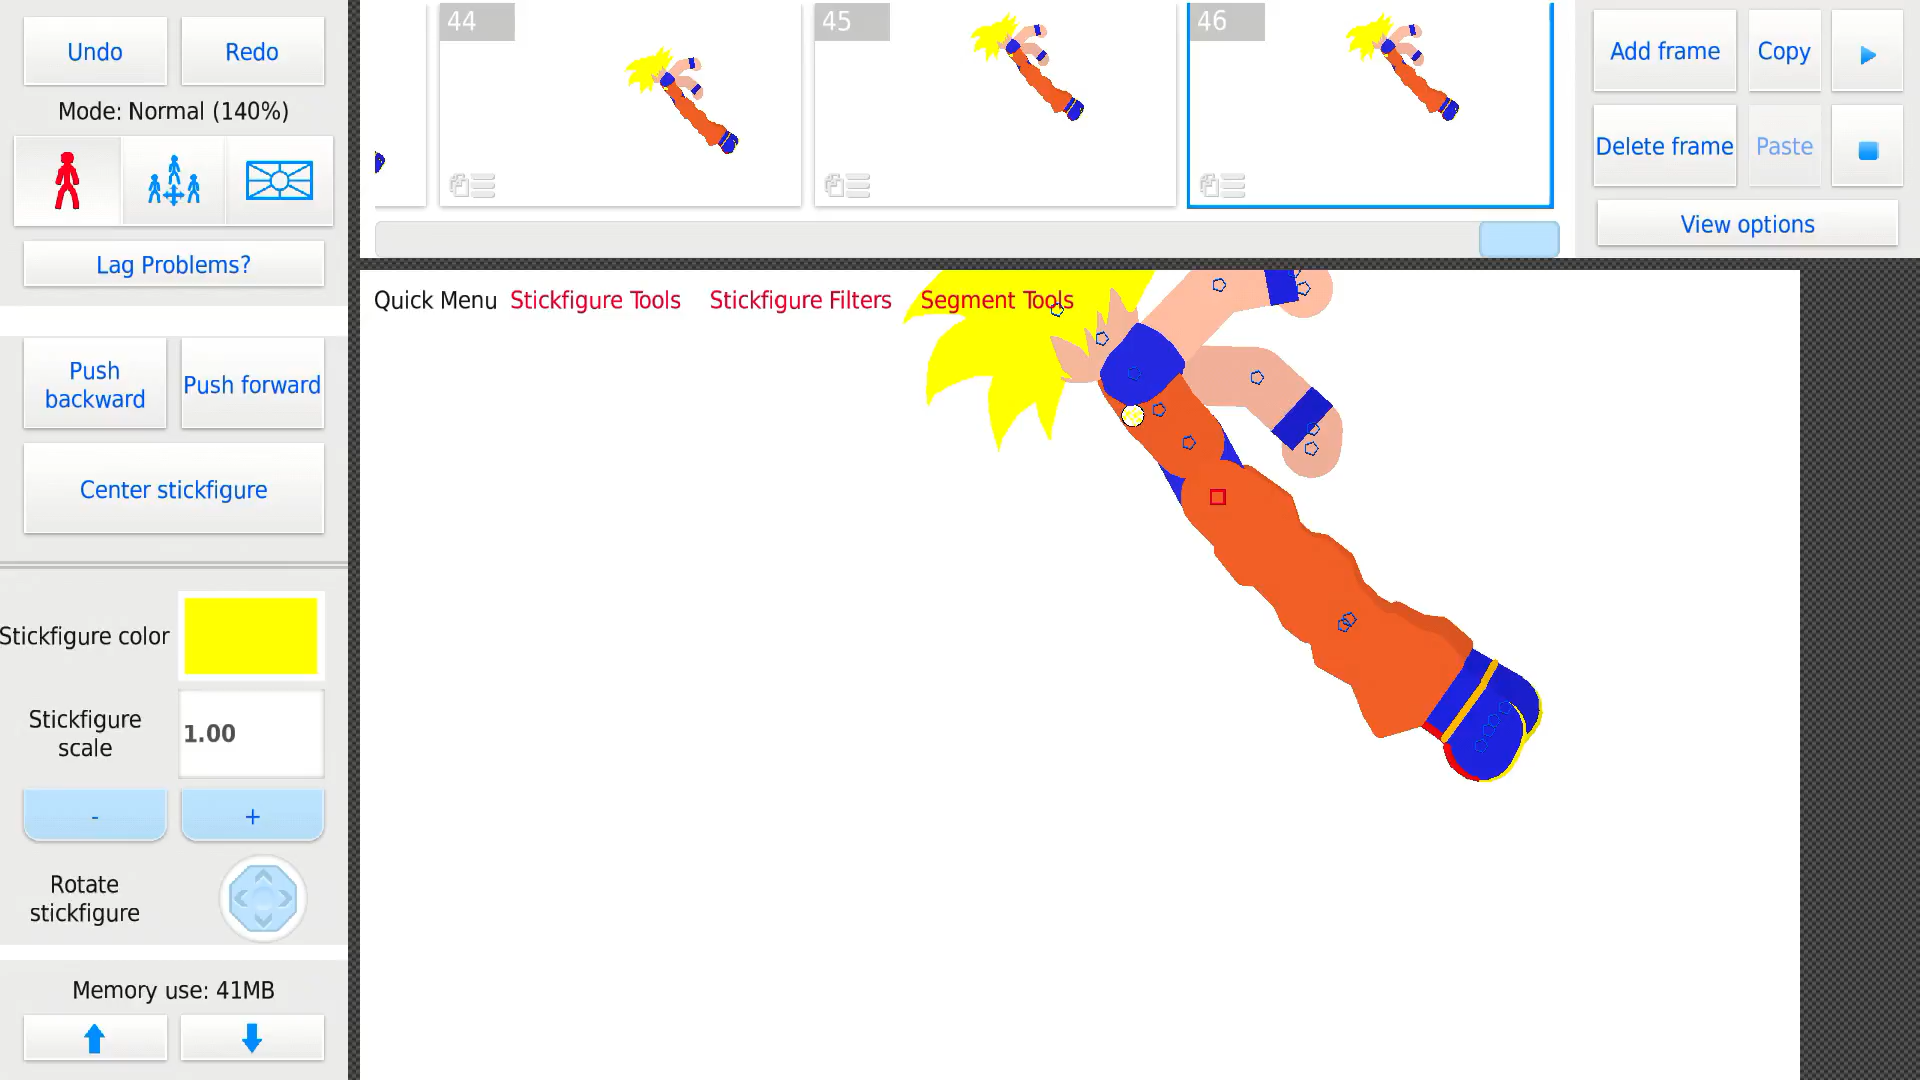 Undo
Redo
Mode: Normal (140%)
Lag Problems?
Push backward
Push forward
Center stickfigure
Stickfigure color
Stickfigure scale
1.00
-
+
Rotate stickfigure
Memory use: 41MB
44
45
46
Add frame
Copy
Delete frame
Paste
View options
Quick Menu
Stickfigure Tools
Stickfigure Filters
Segment Tools